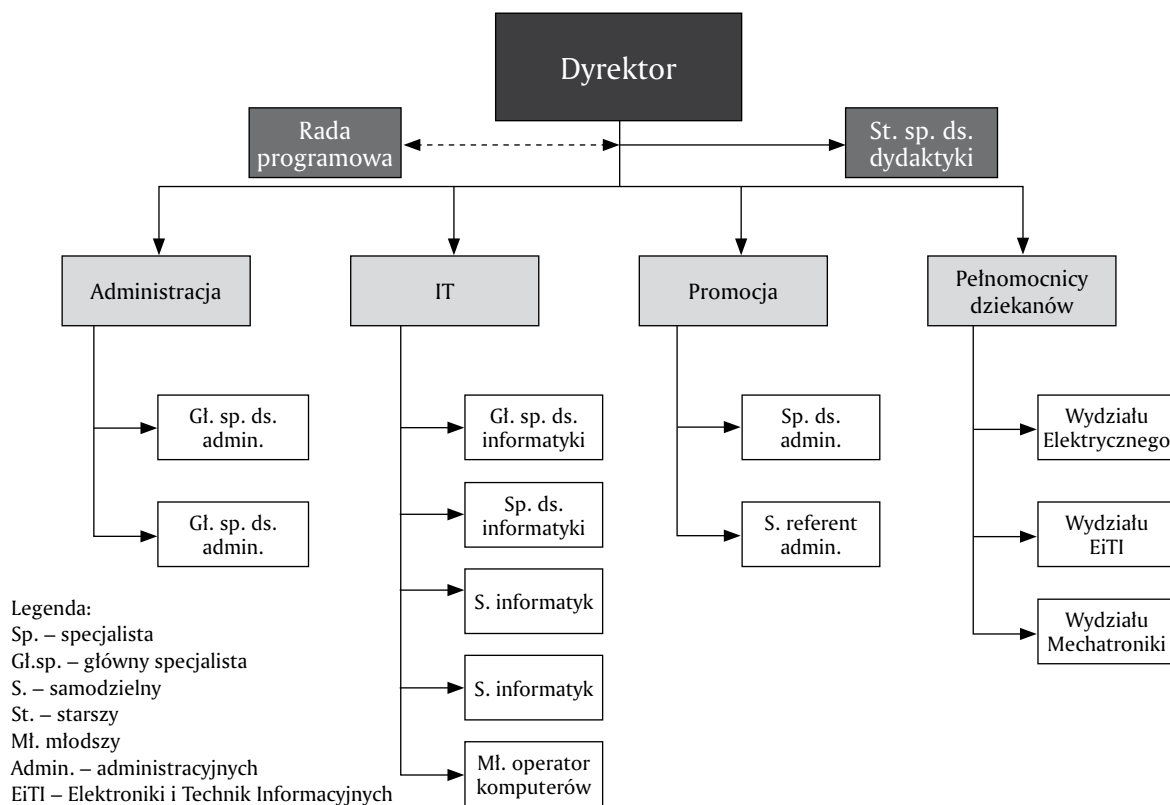 Dyrektor
Rada
programowa
St. sp. ds.
dydaktyki
Administracja
IT
Promocja
Pełnomocnicy
dziekanów
Gł. sp. ds.
admin.
Gł. sp. ds.
admin.
Gł. sp. ds.
informatyki
Sp. ds.
informatyki
S. informatyk
S. informatyk
Mł. operator
komputerów
Sp. ds.
admin.
S. referent
admin.
Wydziału
Elektrycznego
Wydziału
EiTI
Wydziału
Mechatroniki
Legenda:
Sp. – specjalista
Gł.sp. – główny specjalista
S. – samodzielny
St. – starszy
Mł. młodszy
Admin. – administracyjnych
EiTI – Elektroniki i Technik Informacyjnych